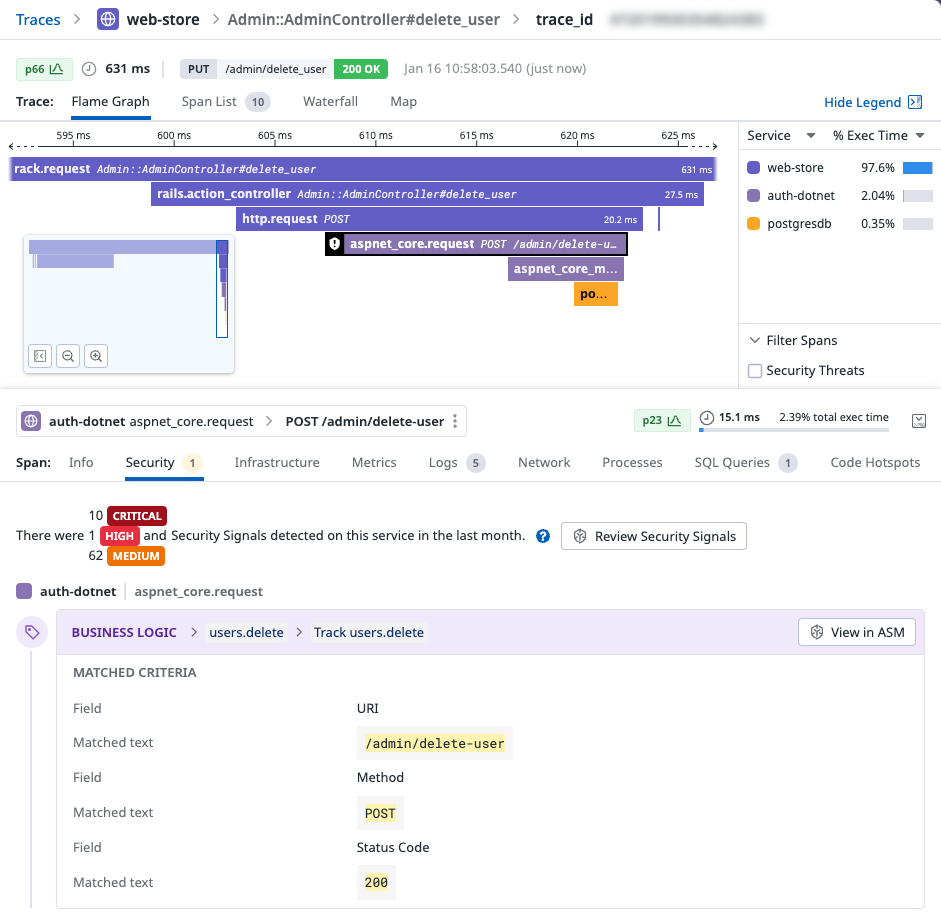 Traces > web-store > Admin::AdminController#delete_user > trace_id
p66 631 ms PUT /admin/delete_user 200 OK Jan 16 10:58:03.540 (just now)
Trace: Flame Graph Span List 10 Waterfall Map Hide Legend
595 ms 600 ms 605 ms 610 ms 615 ms 620 ms 625 ms
Service % Exec Time
rack.request Admin::AdminController#delete_user 631 ms
web-store 97.6%
rails.action_controller Admin::AdminController#delete_user 27.5 ms
auth-dotnet 2.04%
http.request POST 20.2 ms
postgresdb 0.35%
aspnet_core.request POST /admin/delete-u...
aspnet_core_m...
po...
Filter Spans
Security Threats
auth-dotnet aspnet_core.request > POST /admin/delete-user
p23 15.1 ms 2.39% total exec time
Span: Info Security 1 Infrastructure Metrics Logs 5 Network Processes SQL Queries 1 Code Hotspots
10 CRITICAL
There were 1 HIGH and Security Signals detected on this service in the last month. ? Review Security Signals
62 MEDIUM
auth-dotnet aspnet_core.request
BUSINESS LOGIC > users.delete > Track users.delete View in ASM
MATCHED CRITERIA
Field URI
Matched text /admin/delete-user
Field Method
Matched text POST
Field Status Code
Matched text 200